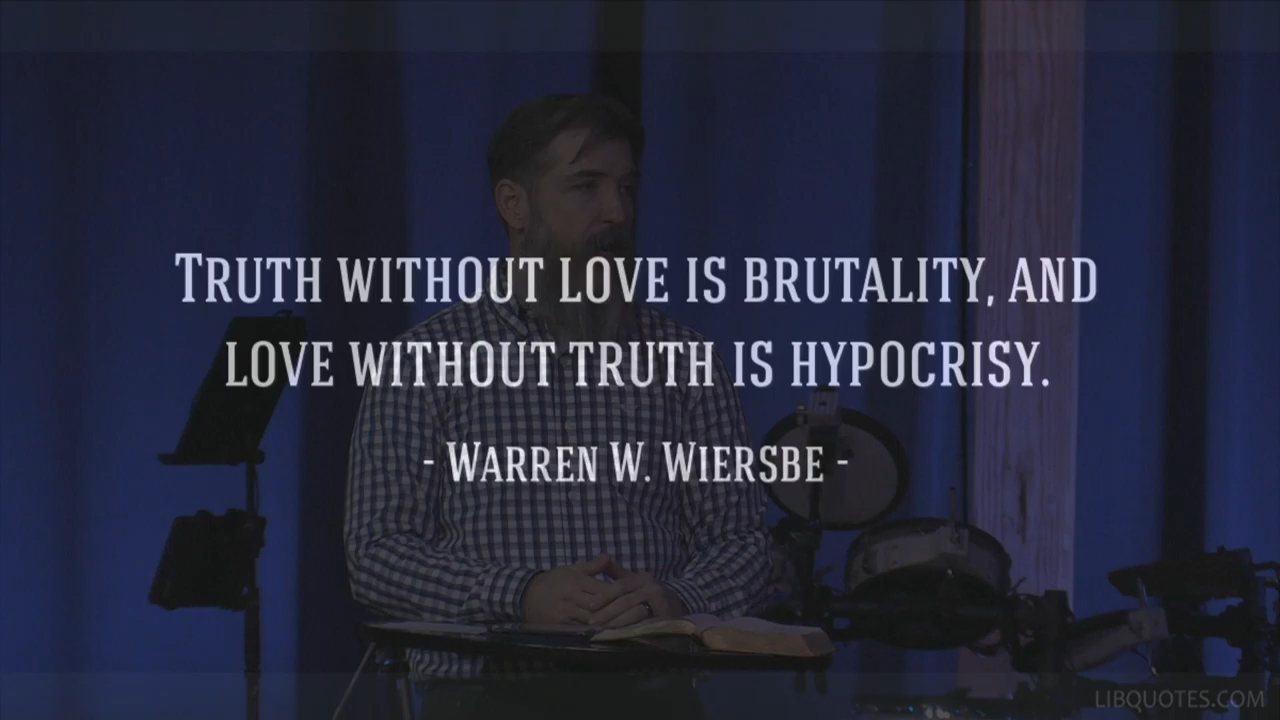 Truth without love is brutality, and
love without truth is hypocrisy.
- Warren W. Wiersbe -
LIBQUOTES.COM